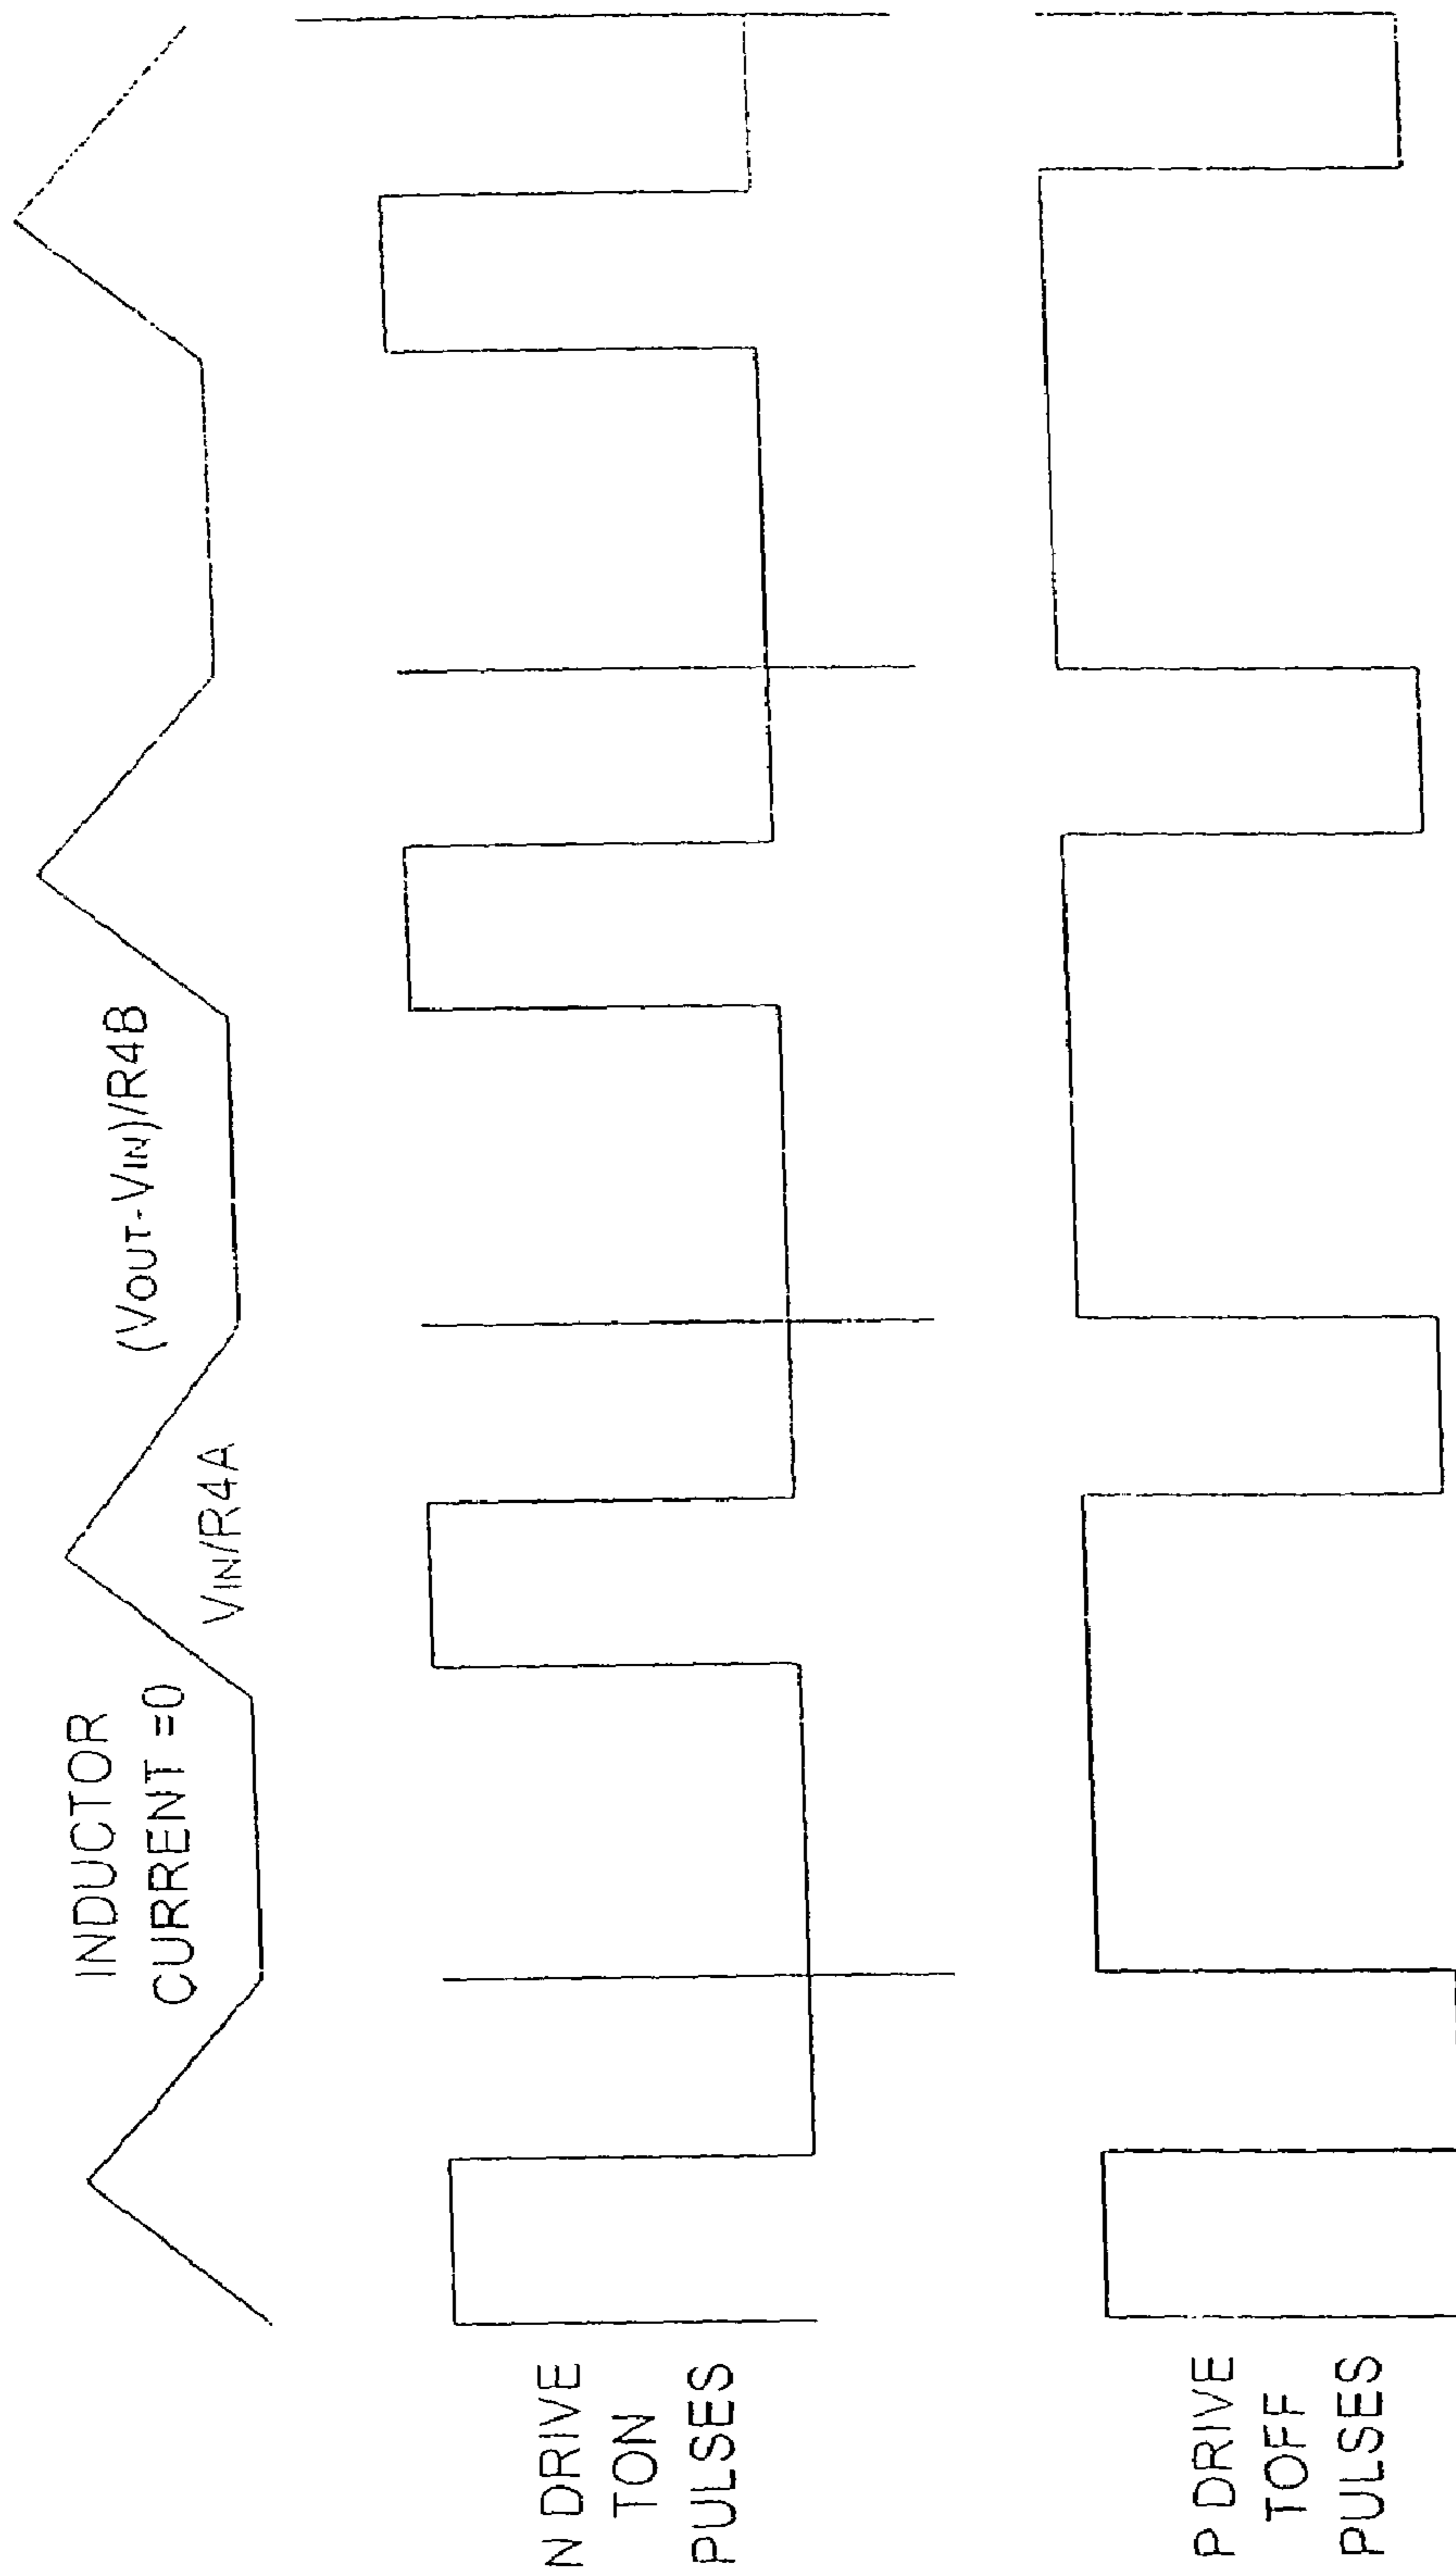 INDUCTOR
CURRENT =0
VIN/R4A
(VOUT-VIN)/R4B
N DRIVE
TON
PULSES
P DRIVE
TOFF
PULSES